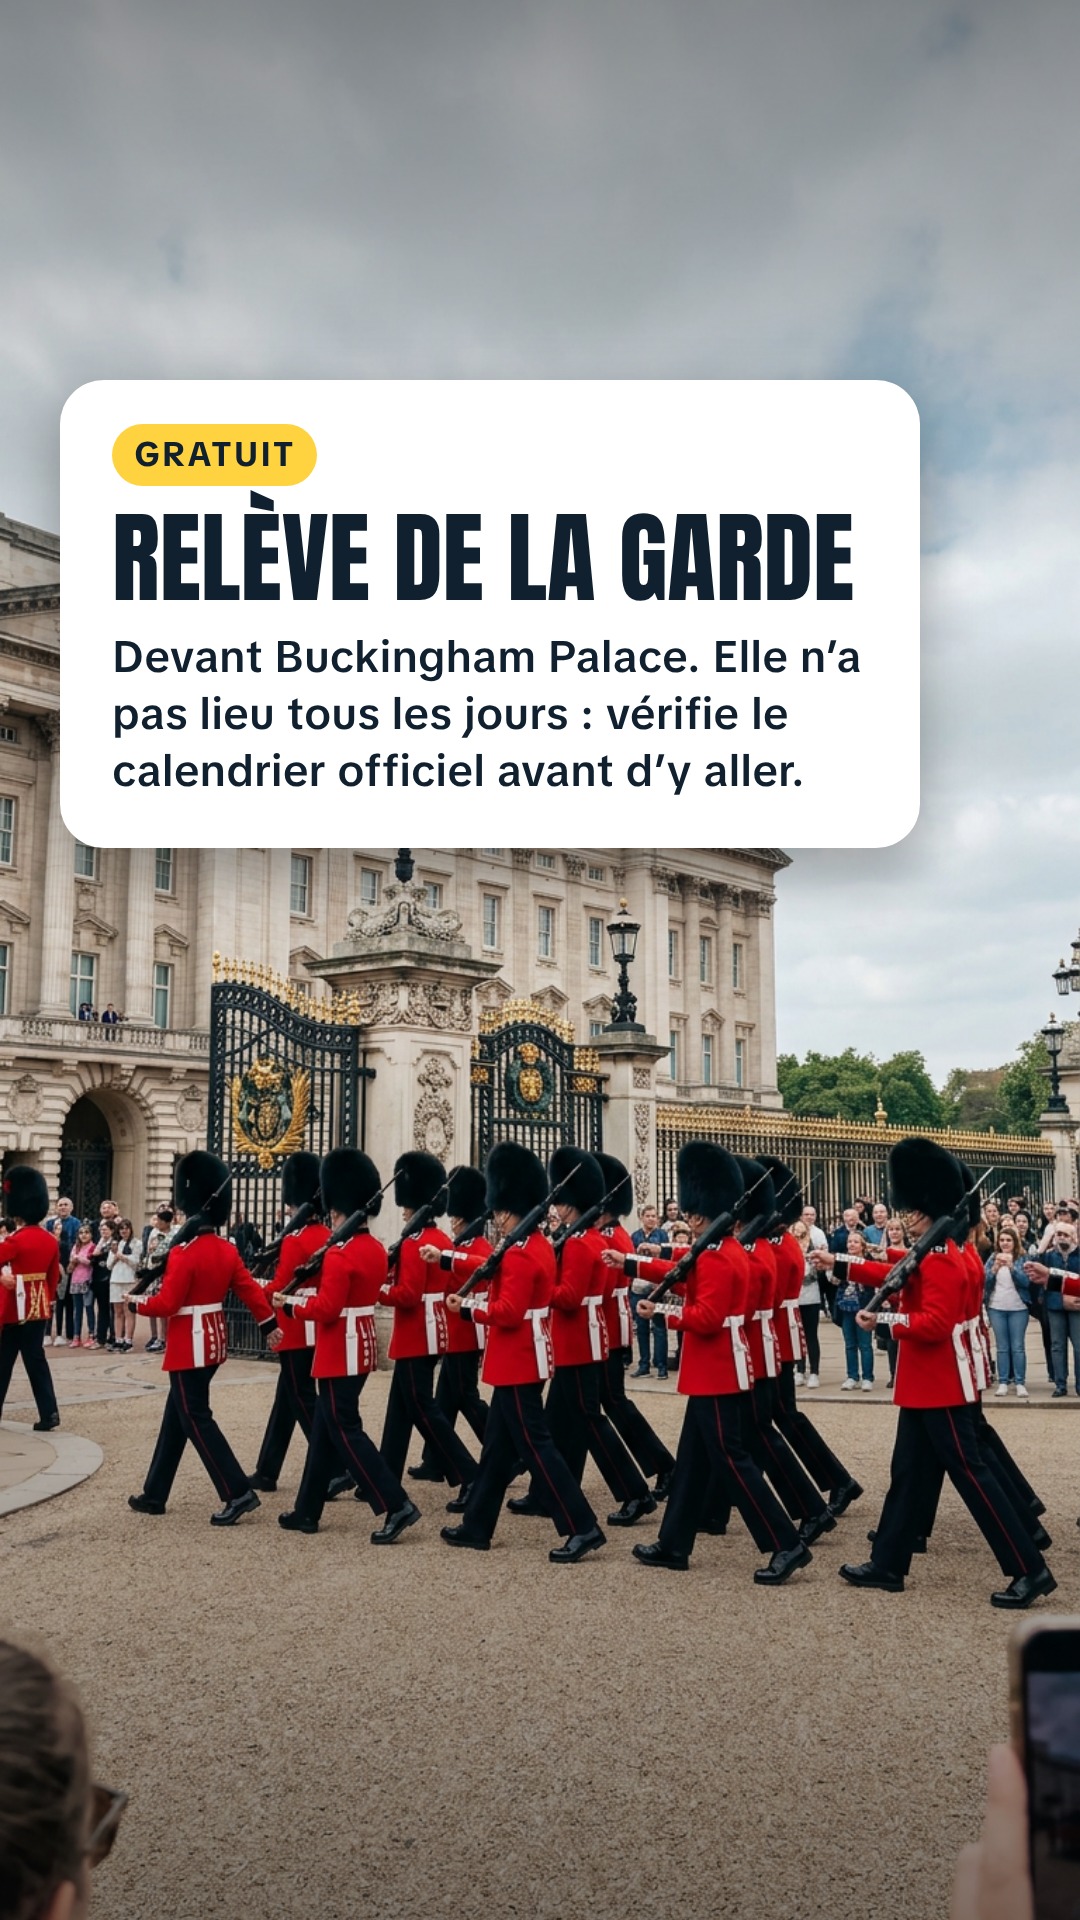 GRATUIT
RELÈVE DE LA GARDE
Devant Buckingham Palace. Elle n’a
pas lieu tous les jours : vérifie le
calendrier officiel avant d’y aller.